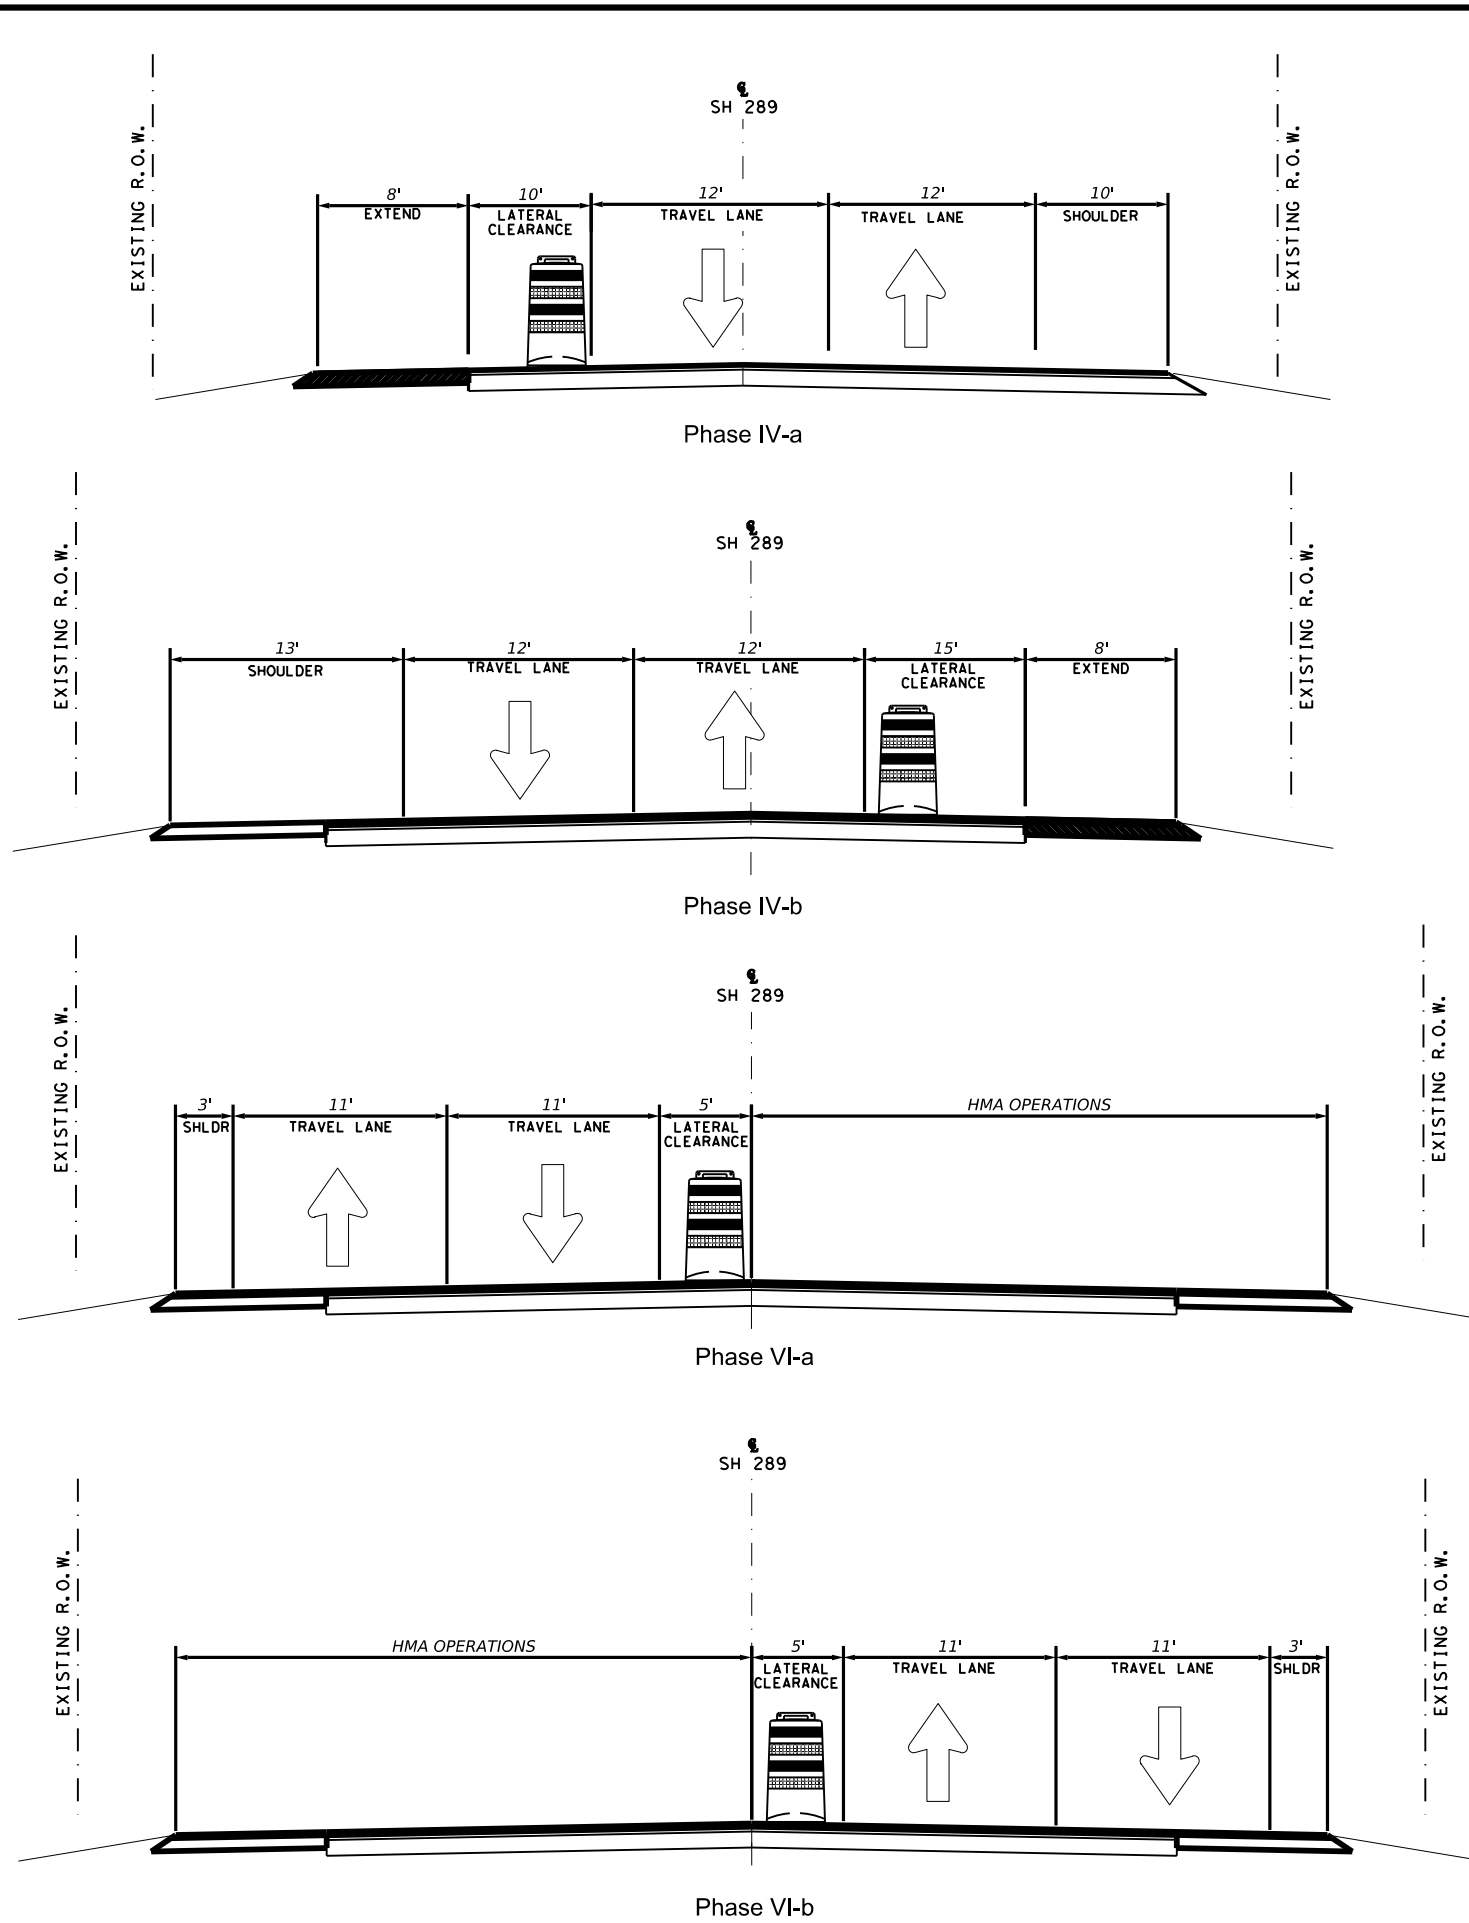 ℄
SH 289
EXISTING R.O.W.
EXISTING R.O.W.
8' 10' 12' 12' 10'
EXTEND LATERAL CLEARANCE TRAVEL LANE TRAVEL LANE SHOULDER
Phase IV-a
℄
SH 289
EXISTING R.O.W.
EXISTING R.O.W.
13' 12' 12' 15' 8'
SHOULDER TRAVEL LANE TRAVEL LANE LATERAL CLEARANCE EXTEND
Phase IV-b
℄
SH 289
EXISTING R.O.W.
EXISTING R.O.W.
3' 11' 11' 5' HMA OPERATIONS
SHLDR TRAVEL LANE TRAVEL LANE LATERAL CLEARANCE
Phase VI-a
℄
SH 289
EXISTING R.O.W.
EXISTING R.O.W.
HMA OPERATIONS 5' 11' 11' 3'
LATERAL CLEARANCE TRAVEL LANE TRAVEL LANE SHLDR
Phase VI-b